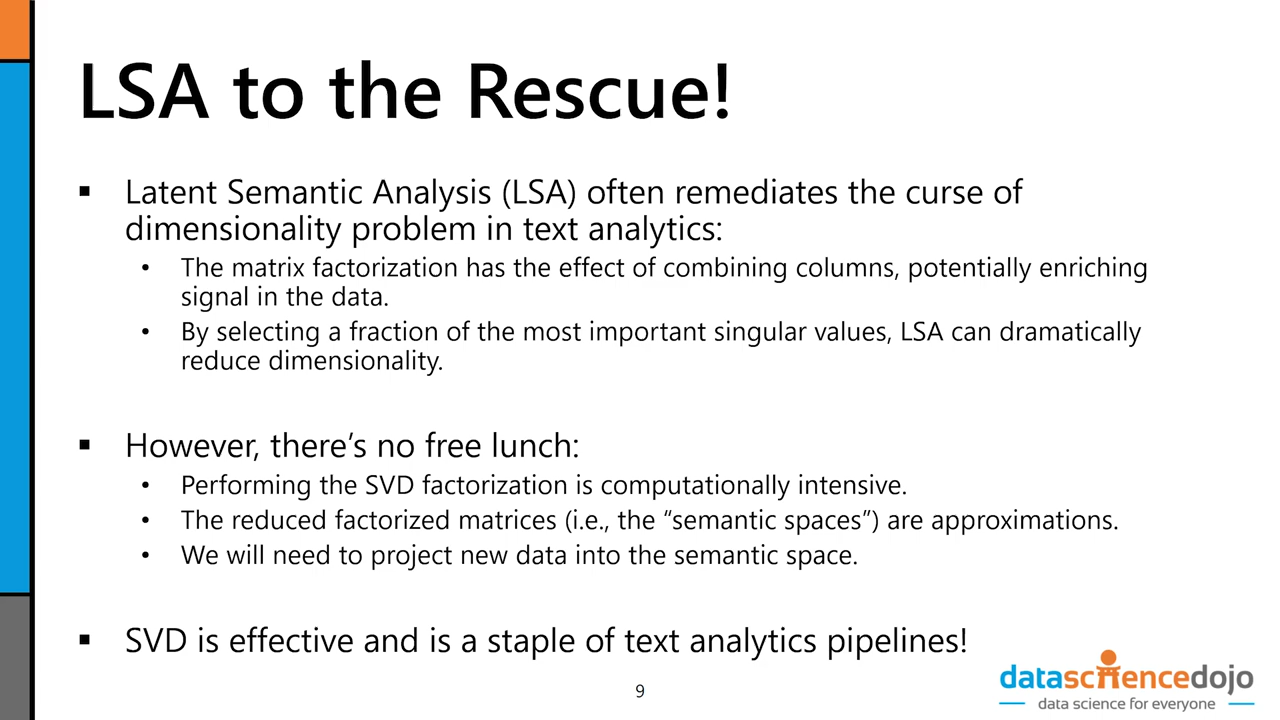 LSA to the Rescue!
▪ Latent Semantic Analysis (LSA) often remediates the curse of
dimensionality problem in text analytics:
• The matrix factorization has the effect of combining columns, potentially enriching
signal in the data.
• By selecting a fraction of the most important singular values, LSA can dramatically
reduce dimensionality.
▪ However, there’s no free lunch:
• Performing the SVD factorization is computationally intensive.
• The reduced factorized matrices (i.e., the “semantic spaces”) are approximations.
• We will need to project new data into the semantic space.
▪ SVD is effective and is a staple of text analytics pipelines!
9
datasciencedojo
data science for everyone